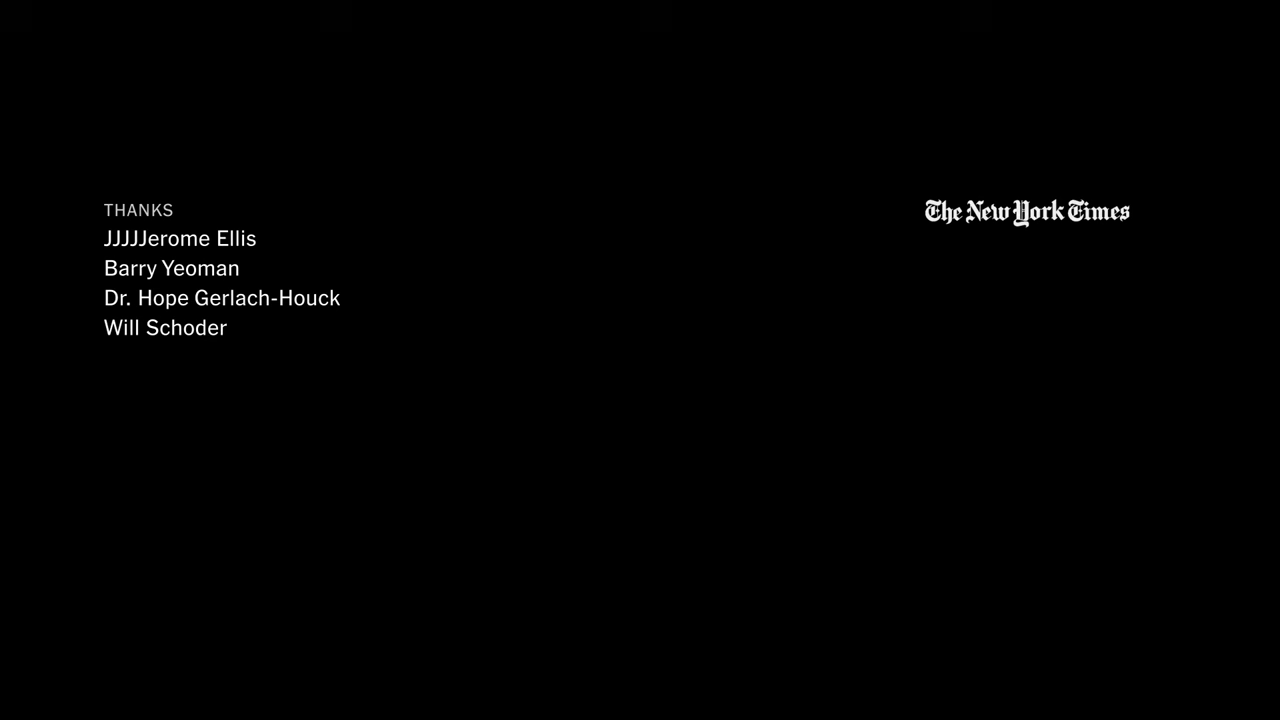 THANKS
JJJJJerome Ellis
Barry Yeoman
Dr. Hope Gerlach-Houck
Will Schoder
The New York Times